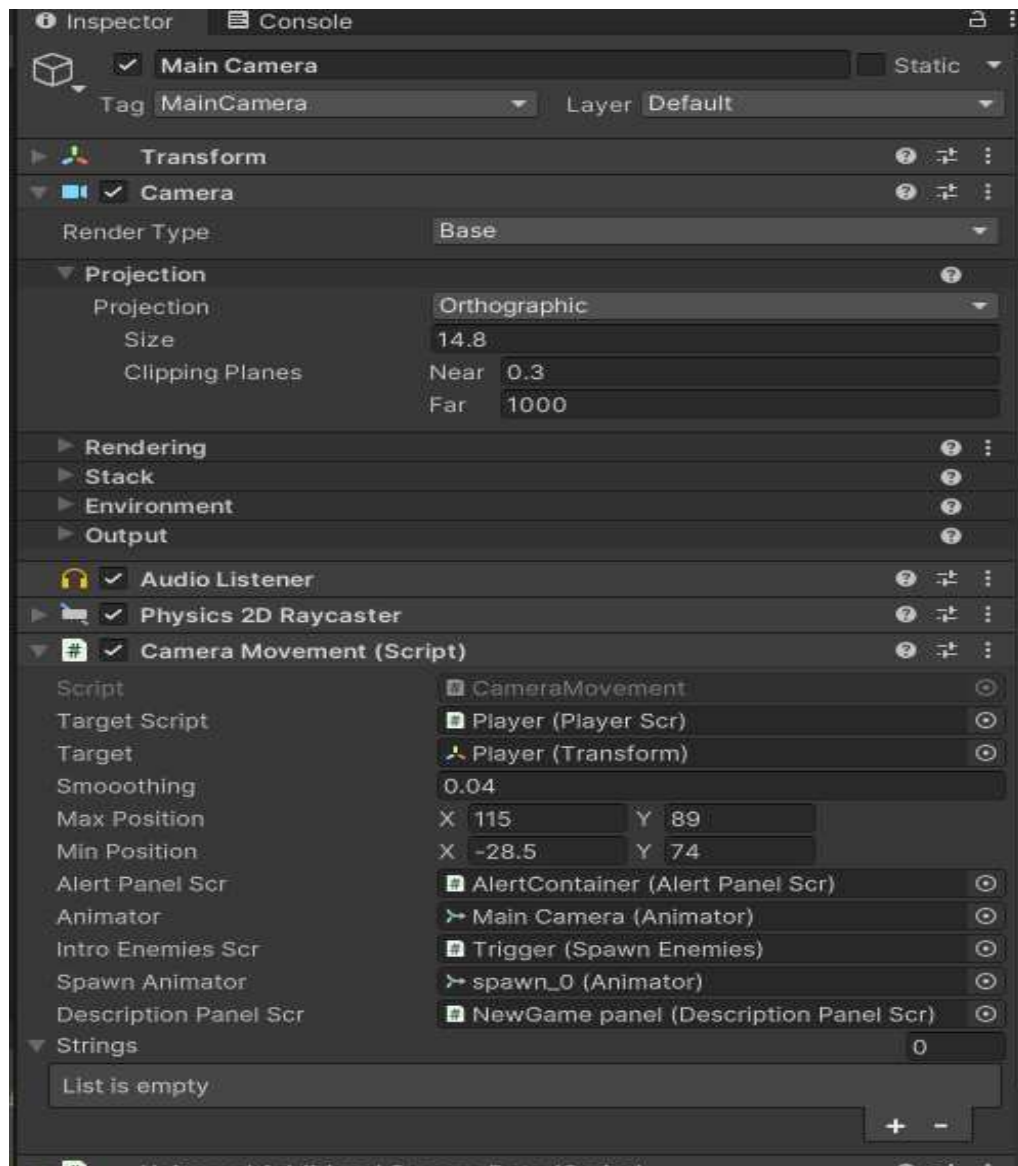 Inspector Console
Main Camera Static
Tag MainCamera Layer Default
Transform
Camera
Render Type Base
Projection
Projection Orthographic
Size 14.8
Clipping Planes Near 0.3
Far 1000
Rendering
Stack
Environment
Output
Audio Listener
Physics 2D Raycaster
# Camera Movement (Script)
Script # CameraMovement
Target Script # Player (Player Scr)
Target Player (Transform)
Smooothing 0.04
Max Position X 115 Y 89
Min Position X -28.5 Y 74
Alert Panel Scr # AlertContainer (Alert Panel Scr)
Animator Main Camera (Animator)
Intro Enemies Scr # Trigger (Spawn Enemies)
Spawn Animator spawn_0 (Animator)
Description Panel Scr # NewGame panel (Description Panel Scr)
Strings 0
List is empty
+ -